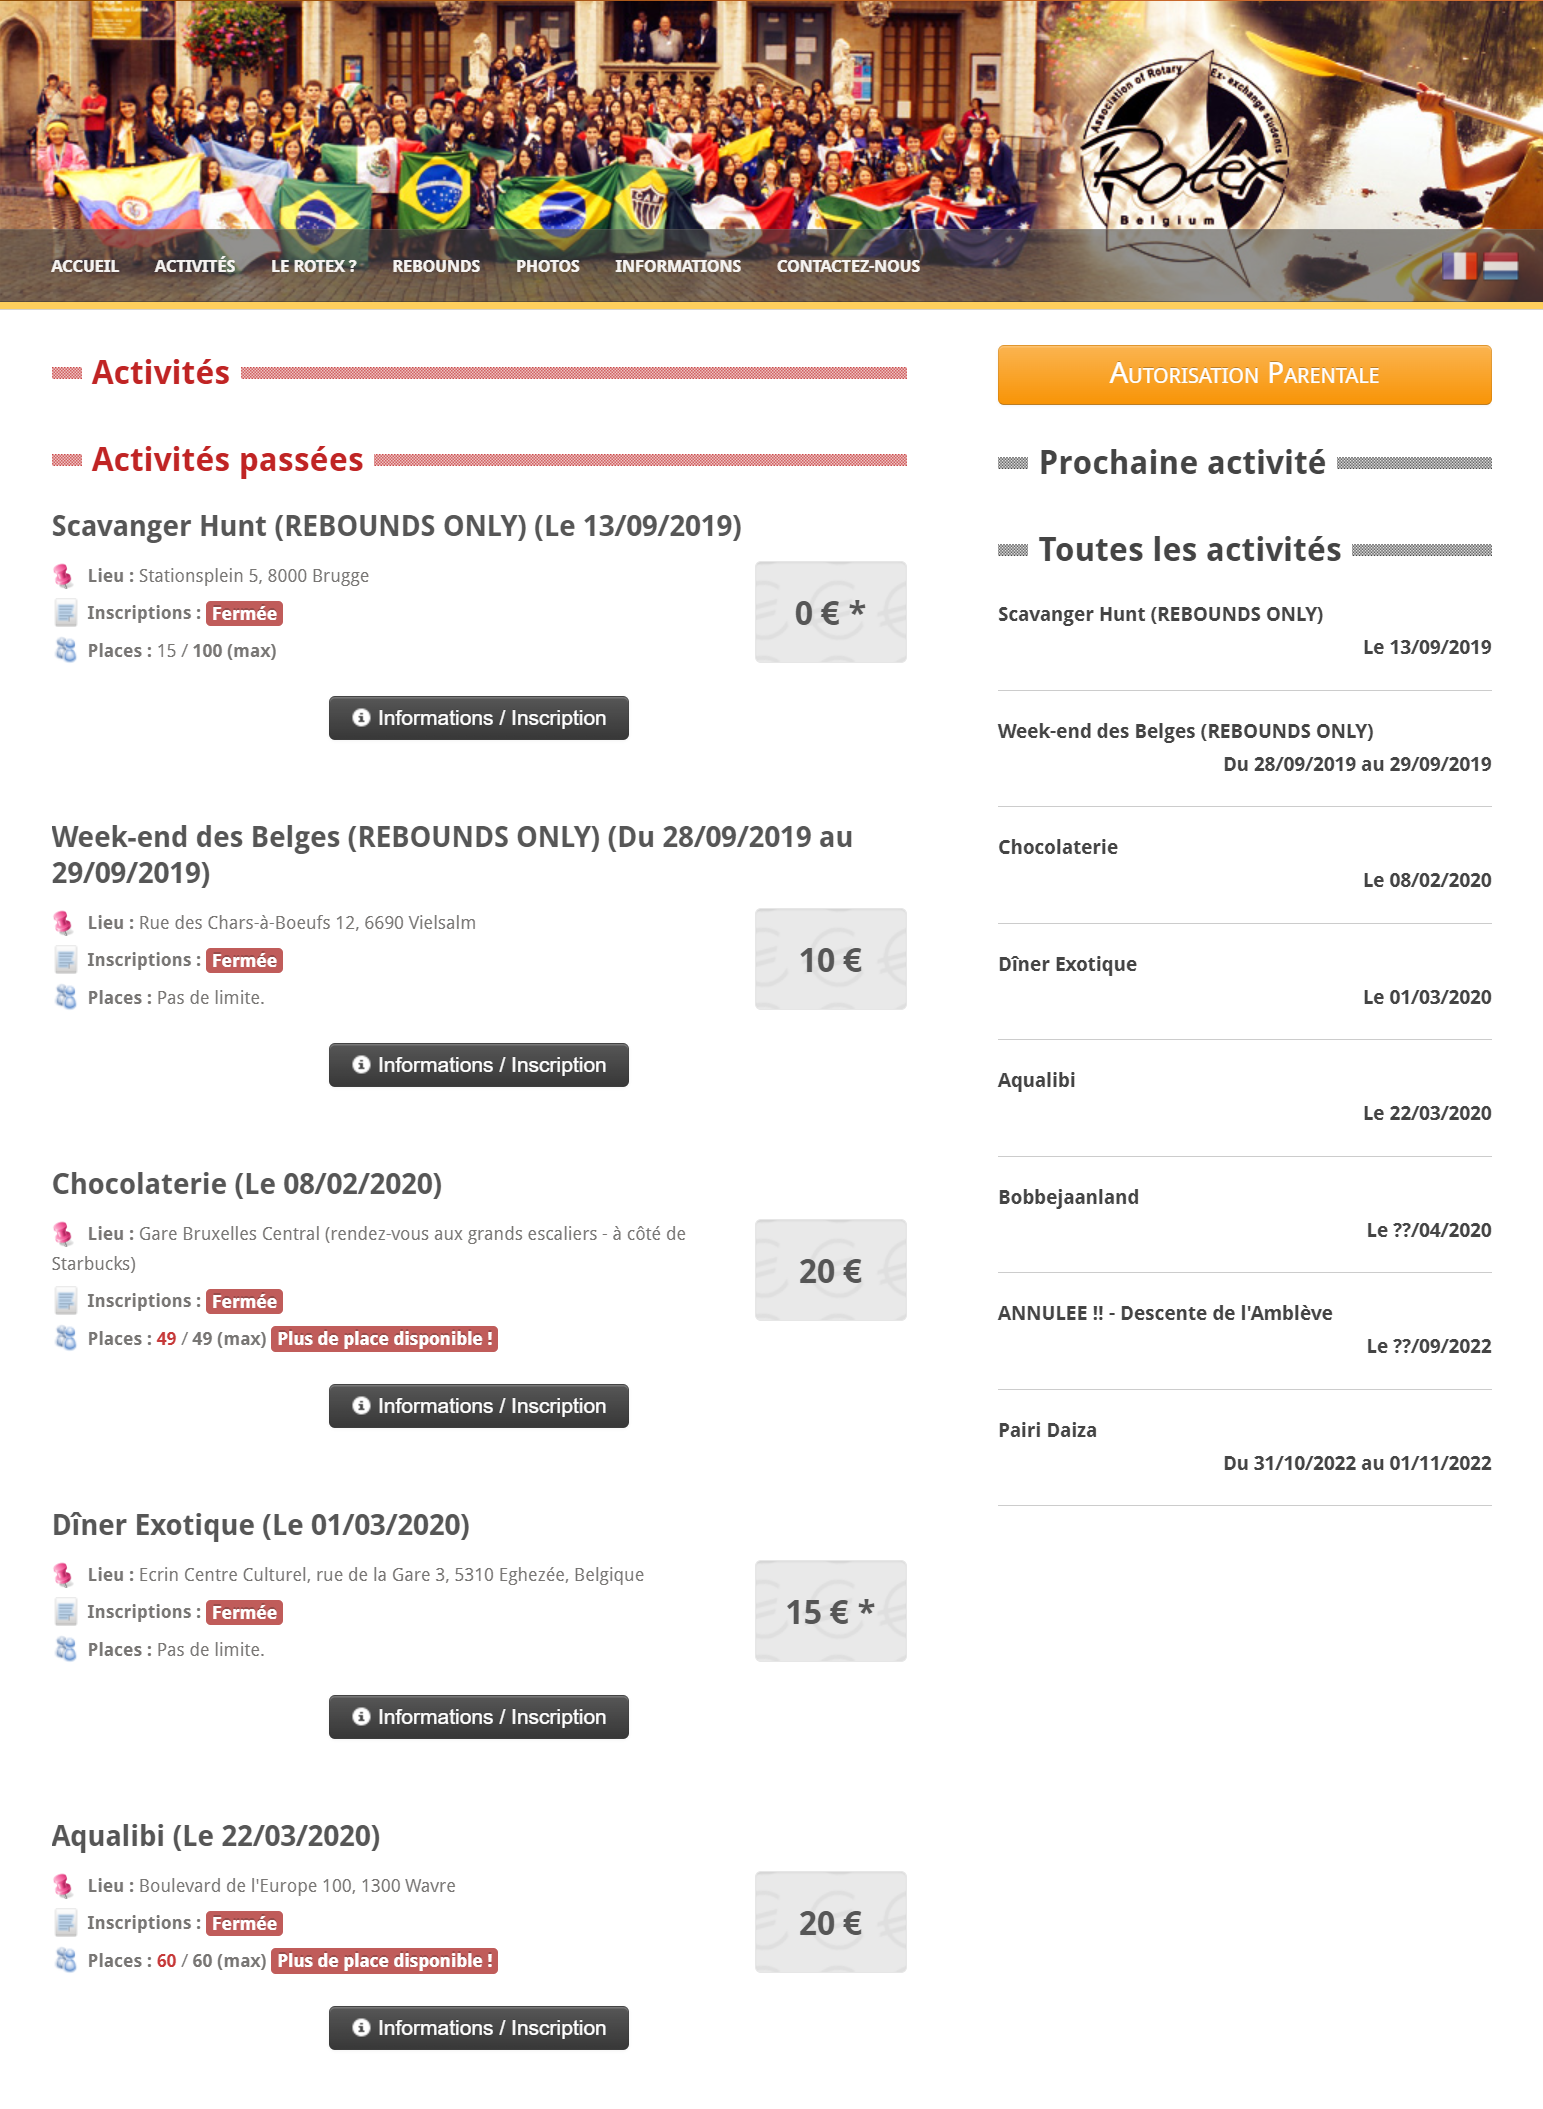 Association of Rotary Ex-exchange students
Rotex
Belgium
ACCUEIL ACTIVITÉS LE ROTEX ? REBOUNDS PHOTOS INFORMATIONS CONTACTEZ-NOUS
Activités
Activités passées
Scavanger Hunt (REBOUNDS ONLY) (Le 13/09/2019)
Lieu : Stationsplein 5, 8000 Brugge
Inscriptions : Fermée
Places : 15 / 100 (max)
0 € *
Informations / Inscription
Week-end des Belges (REBOUNDS ONLY) (Du 28/09/2019 au
29/09/2019)
Lieu : Rue des Chars-à-Boeufs 12, 6690 Vielsalm
Inscriptions : Fermée
Places : Pas de limite.
10 €
Informations / Inscription
Chocolaterie (Le 08/02/2020)
Lieu : Gare Bruxelles Central (rendez-vous aux grands escaliers - à côté de
Starbucks)
Inscriptions : Fermée
Places : 49 / 49 (max) Plus de place disponible !
20 €
Informations / Inscription
Dîner Exotique (Le 01/03/2020)
Lieu : Ecrin Centre Culturel, rue de la Gare 3, 5310 Eghezée, Belgique
Inscriptions : Fermée
Places : Pas de limite.
15 € *
Informations / Inscription
Aqualibi (Le 22/03/2020)
Lieu : Boulevard de l'Europe 100, 1300 Wavre
Inscriptions : Fermée
Places : 60 / 60 (max) Plus de place disponible !
20 €
Informations / Inscription
Autorisation Parentale
Prochaine activité
Toutes les activités
Scavanger Hunt (REBOUNDS ONLY)
Le 13/09/2019
Week-end des Belges (REBOUNDS ONLY)
Du 28/09/2019 au 29/09/2019
Chocolaterie
Le 08/02/2020
Dîner Exotique
Le 01/03/2020
Aqualibi
Le 22/03/2020
Bobbejaanland
Le ??/04/2020
ANNULEE !! - Descente de l'Amblève
Le ??/09/2022
Pairi Daiza
Du 31/10/2022 au 01/11/2022